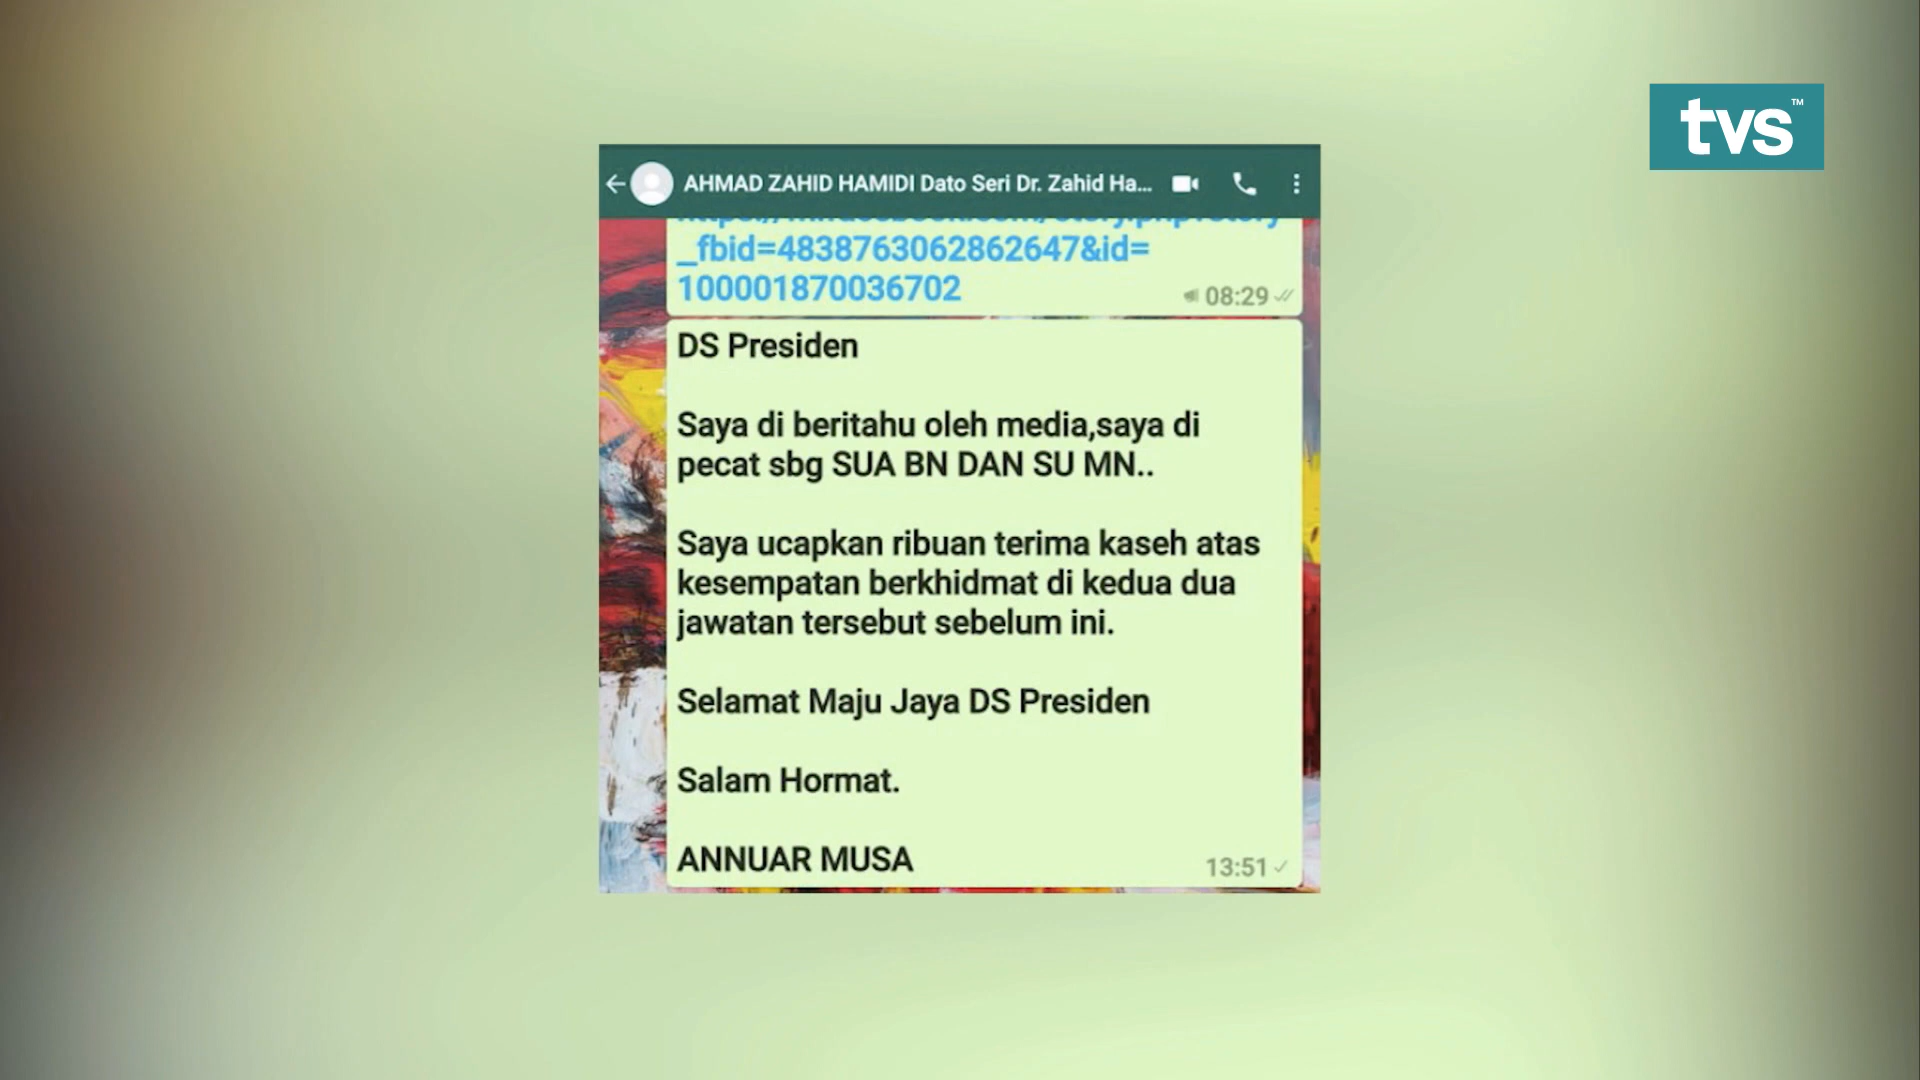 tvs™
AHMAD ZAHID HAMIDI Dato Seri Dr. Zahid Ha...
_fbid=4838763062862647&id=
100001870036702
08:29
DS Presiden
Saya di beritahu oleh media,saya di
pecat sbg SUA BN DAN SU MN..
Saya ucapkan ribuan terima kaseh atas
kesempatan berkhidmat di kedua dua
jawatan tersebut sebelum ini.
Selamat Maju Jaya DS Presiden
Salam Hormat.
ANNUAR MUSA
13:51